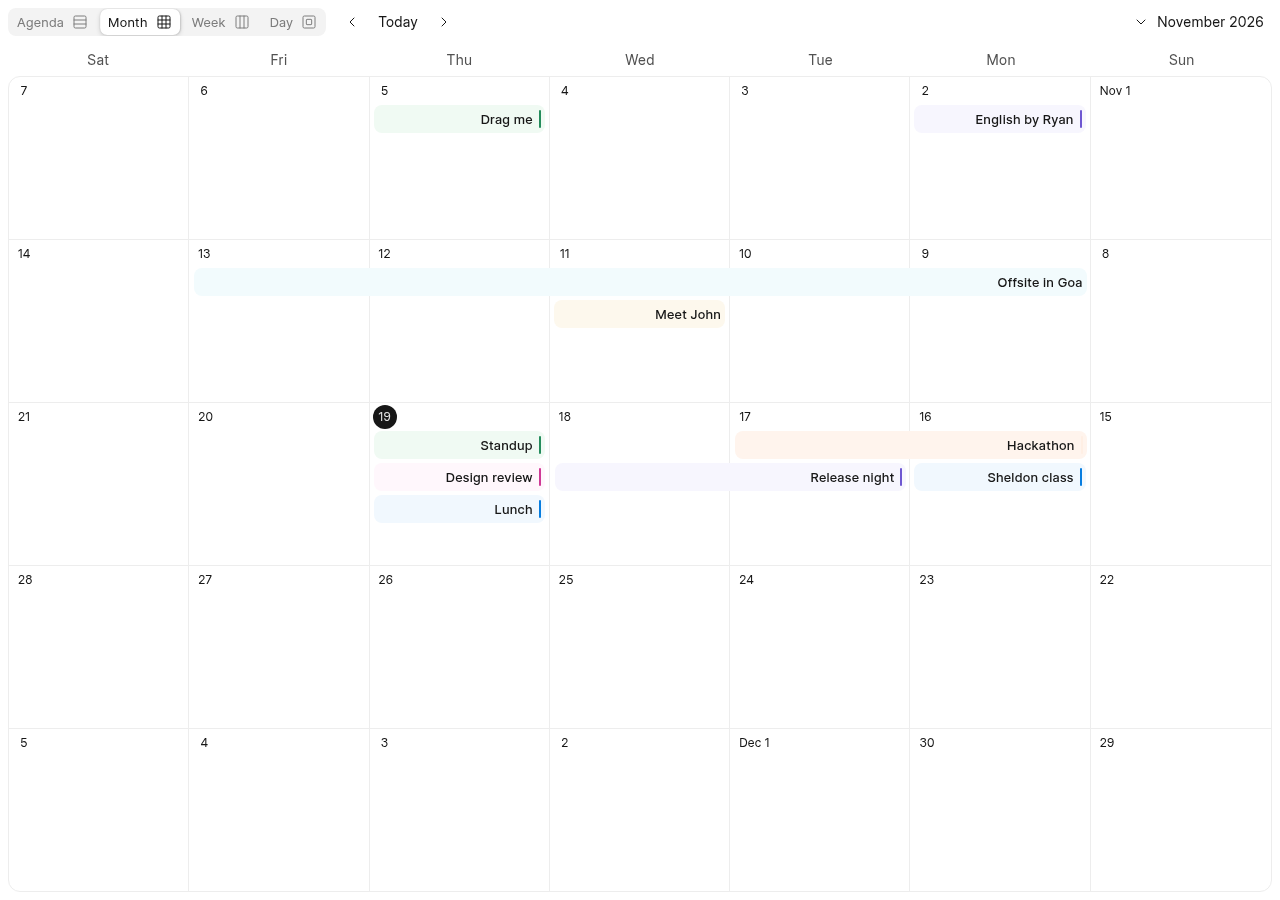 Agenda Month Week Day Today November 2026
Sat Fri Thu Wed Tue Mon Sun
7 6 5 4 3 2 Nov 1
Drag me English by Ryan
14 13 12 11 10 9 8
Offsite in Goa
Meet John
21 20 19 18 17 16 15
Standup Hackathon
Design review Release night Sheldon class
Lunch
28 27 26 25 24 23 22
5 4 3 2 Dec 1 30 29